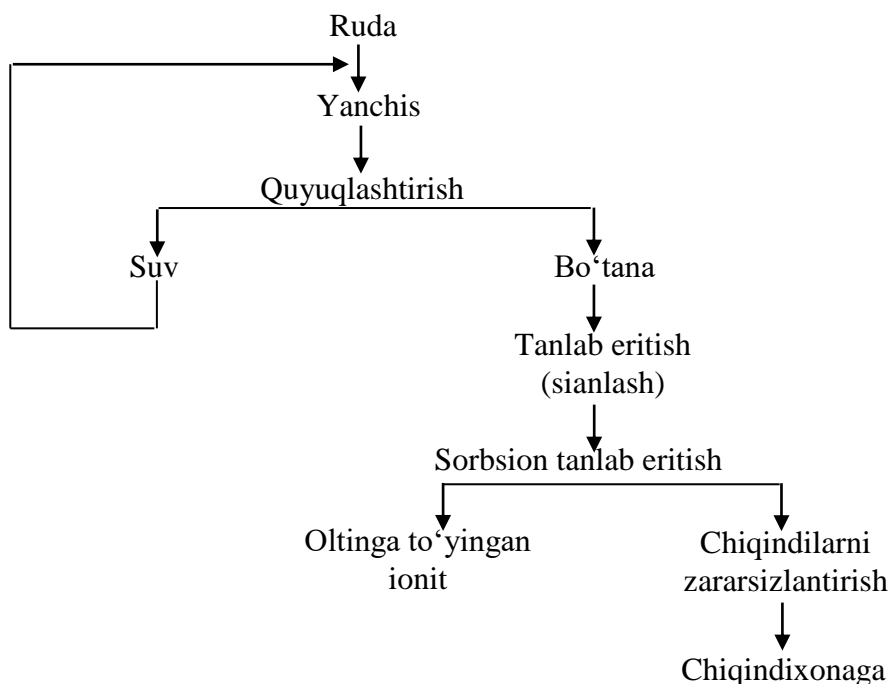 Ruda
Yanchis
Quyuqlashtirish
Suv
Bo‘tana
Tanlab eritish
(sianlash)
Sorbsion tanlab eritish
Oltinga to‘yingan
ionit
Chiqindilarni
zararsizlantirish
Chiqindixonaga